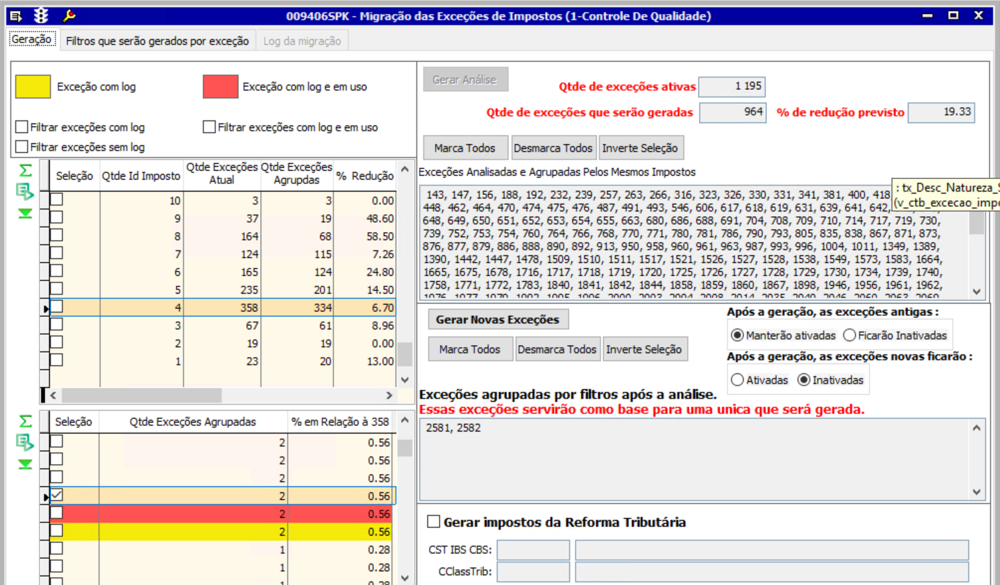 009406SPK - Migração das Exceções de Impostos (1-Controle De Qualidade)
Geração
Filtros que serão gerados por exceção
Log da migração
Exceção com log
Exceção com log e em uso
Filtrar exceções com log
Filtrar exceções com log e em uso
Filtrar exceções sem log
Gerar Análise
Qtde de exceções ativas 1 195
Qtde de exceções que serão geradas 964
% de redução previsto 19.33
Marca Todos
Desmarca Todos
Inverte Seleção
Seleção Qtde Id Imposto Qtde Exceções Atual Qtde Exceções Agrupdas % Redução
10 3 3 0.00
9 37 19 48.60
8 164 68 58.50
7 124 115 7.26
6 165 124 24.80
5 235 201 14.50
4 358 334 6.70
3 67 61 8.96
2 19 19 0.00
1 23 20 13.00
Exceções Analisadas e Agrupadas Pelos Mesmos Impostos
: tx_Desc_Natureza_S
(v_ctb_excecao_impo
143, 147, 156, 188, 192, 232, 239, 257, 263, 266, 316, 323, 326, 330, 331, 341, 381, 400, 418
448, 462, 464, 470, 474, 475, 476, 487, 491, 493, 546, 606, 617, 618, 619, 631, 639, 641, 642,
648, 649, 650, 651, 652, 653, 654, 655, 663, 680, 686, 688, 691, 704, 708, 709, 710, 714, 717, 719, 730,
739, 752, 753, 754, 760, 764, 766, 768, 770, 771, 780, 781, 786, 790, 793, 805, 835, 838, 867, 871, 873,
876, 877, 879, 886, 888, 890, 892, 913, 950, 958, 960, 961, 963, 987, 993, 996, 1004, 1011, 1349, 1389,
1390, 1442, 1447, 1478, 1509, 1510, 1511, 1517, 1521, 1526, 1527, 1528, 1538, 1549, 1573, 1583, 1664,
1665, 1675, 1678, 1716, 1717, 1718, 1719, 1720, 1725, 1726, 1727, 1728, 1729, 1730, 1734, 1739, 1740,
1758, 1771, 1772, 1783, 1840, 1841, 1842, 1844, 1858, 1859, 1860, 1867, 1898, 1946, 1956, 1961, 1962,
Gerar Novas Exceções
Marca Todos
Desmarca Todos
Inverte Seleção
Após a geração, as exceções antigas :
Manterão ativadas
Ficarão Inativadas
Após a geração, as exceções novas ficarão :
Ativadas
Inativadas
Exceções agrupadas por filtros após a análise.
Essas exceções servirão como base para uma unica que será gerada.
2581, 2582
Seleção Qtde Exceções Agrupadas % em Relação à 358
2 0.56
2 0.56
2 0.56
2 0.56
2 0.56
2 0.56
1 0.28
1 0.28
Gerar impostos da Reforma Tributária
CST IBS CBS:
CClassTrib: